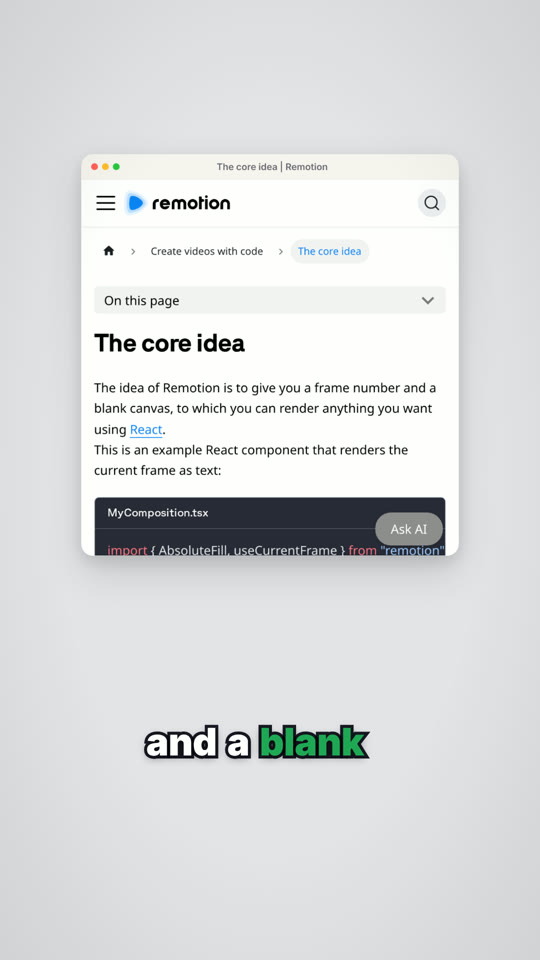 The core idea | Remotion
remotion
Create videos with code
The core idea
On this page
The core idea
The idea of Remotion is to give you a frame number and a
blank canvas, to which you can render anything you want
using React.
This is an example React component that renders the
current frame as text:
MyComposition.tsx
Ask AI
import { AbsoluteFill, useCurrentFrame } from "remotion"
and a blank